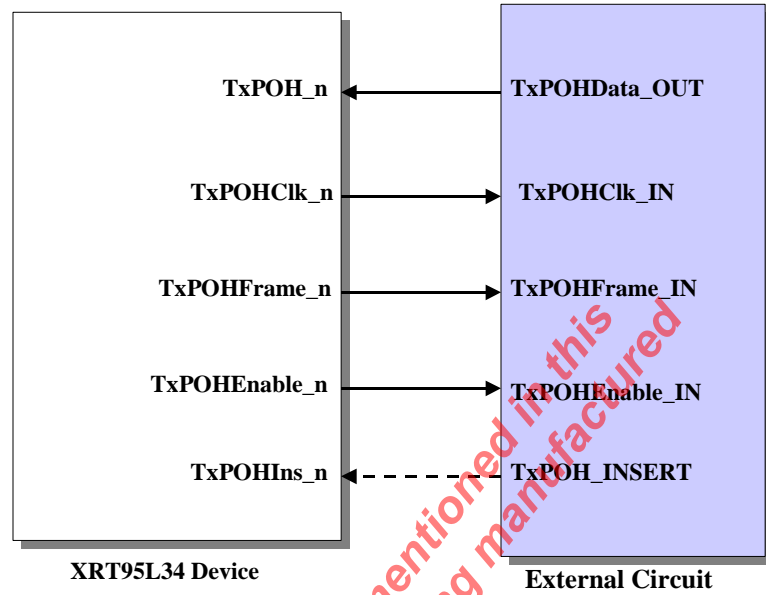 TxPOH_n
TxPOHData_OUT
TxPOHClk_n
TxPOHClk_IN
TxPOHFrame_n
TxPOHFrame_IN
TxPOHEnable_n
TxPOHEnable_IN
TxPOHIns_n
TxPOH_INSERT
XRT95L34 Device
External Circuit
mentioned in this
manufactured